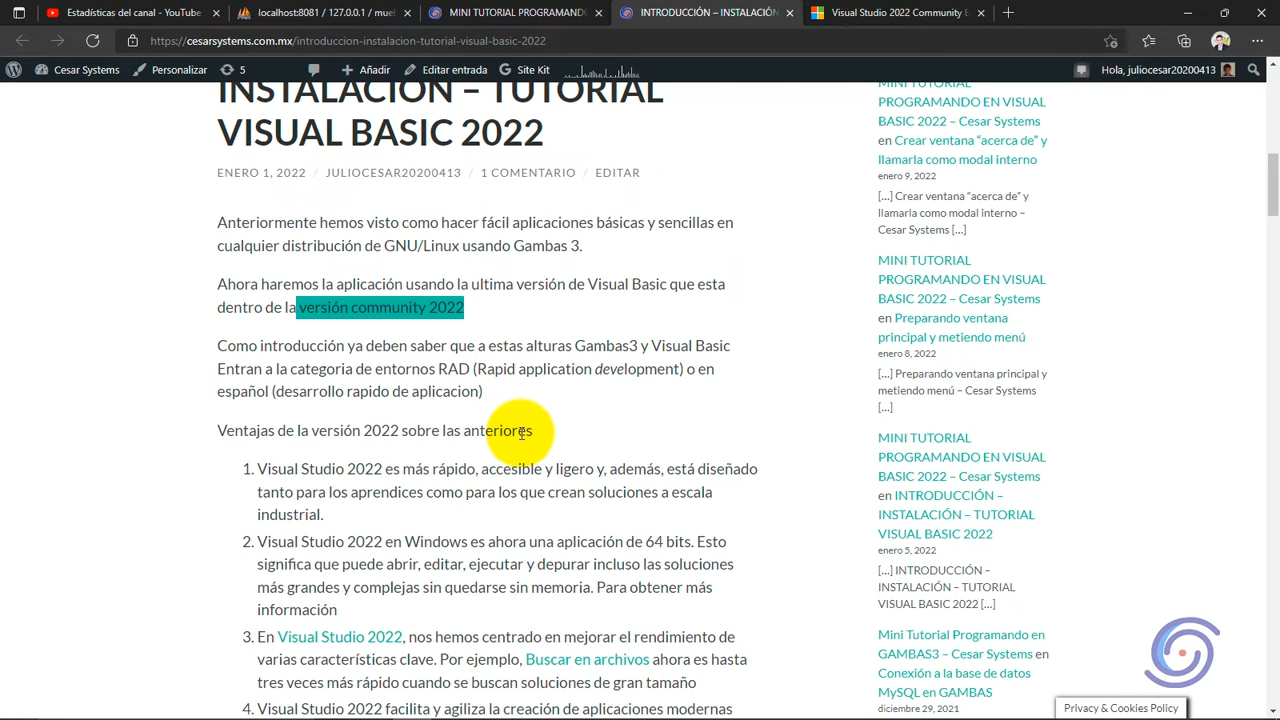 Estadísticas del canal - YouTube
localhost:8081 / 127.0.0.1 / muel
MINI TUTORIAL PROGRAMANDO
INTRODUCCIÓN – INSTALACIÓN
Visual Studio 2022 Community E
https://cesarsystems.com.mx/introduccion-instalacion-tutorial-visual-basic-2022
Cesar Systems
Personalizar
5
Añadir
Editar entrada
Site Kit
Hola, juliocesar20200413
INSTALACIÓN – TUTORIAL
VISUAL BASIC 2022
ENERO 1, 2022 / JULIOCESAR20200413 / 1 COMENTARIO / EDITAR
Anteriormente hemos visto como hacer fácil aplicaciones básicas y sencillas en
cualquier distribución de GNU/Linux usando Gambas 3.
Ahora haremos la aplicación usando la ultima versión de Visual Basic que esta
dentro de la versión community 2022
Como introducción ya deben saber que a estas alturas Gambas3 y Visual Basic
Entran a la categoria de entornos RAD (Rapid application development) o en
español (desarrollo rapido de aplicacion)
Ventajas de la versión 2022 sobre las anteriores
1. Visual Studio 2022 es más rápido, accesible y ligero y, además, está diseñado
tanto para los aprendices como para los que crean soluciones a escala
industrial.
2. Visual Studio 2022 en Windows es ahora una aplicación de 64 bits. Esto
significa que puede abrir, editar, ejecutar y depurar incluso las soluciones
más grandes y complejas sin quedarse sin memoria. Para obtener más
información
3. En Visual Studio 2022, nos hemos centrado en mejorar el rendimiento de
varias características clave. Por ejemplo, Buscar en archivos ahora es hasta
tres veces más rápido cuando se buscan soluciones de gran tamaño
4. Visual Studio 2022 facilita y agiliza la creación de aplicaciones modernas
MINI TUTORIAL
PROGRAMANDO EN VISUAL
BASIC 2022 – Cesar Systems
en Crear ventana “acerca de” y
llamarla como modal interno
enero 9, 2022
[…] Crear ventana “acerca de” y
llamarla como modal interno –
Cesar Systems […]
MINI TUTORIAL
PROGRAMANDO EN VISUAL
BASIC 2022 – Cesar Systems
en Preparando ventana
principal y metiendo menú
enero 8, 2022
[…] Preparando ventana principal y
metiendo menú – Cesar Systems
[…]
MINI TUTORIAL
PROGRAMANDO EN VISUAL
BASIC 2022 – Cesar Systems
en INTRODUCCIÓN –
INSTALACIÓN – TUTORIAL
VISUAL BASIC 2022
enero 5, 2022
[…] INTRODUCCIÓN –
INSTALACIÓN – TUTORIAL
VISUAL BASIC 2022 […]
Mini Tutorial Programando en
GAMBAS3 – Cesar Systems en
Conexión a la base de datos
MySQL en GAMBAS
diciembre 29, 2021
Privacy & Cookies Policy